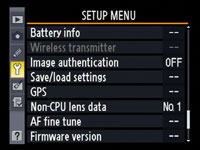 SETUP MENU
Battery info --
Wireless transmitter --
Image authentication OFF
Save/load settings --
GPS --
Non-CPU lens data No. 1
AF fine tune --
Firmware version --
?